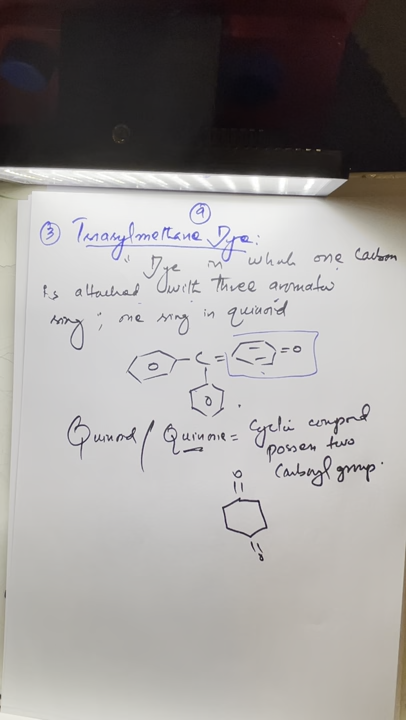 9
③ Triarylmethane Dye:
" Dye in which one carbon
is attached with three aromatic
ring; one ring in quinoid
C = = O
Quinoid / Quinone = Cyclic compound
possess two
Carbonyl group.
O
O